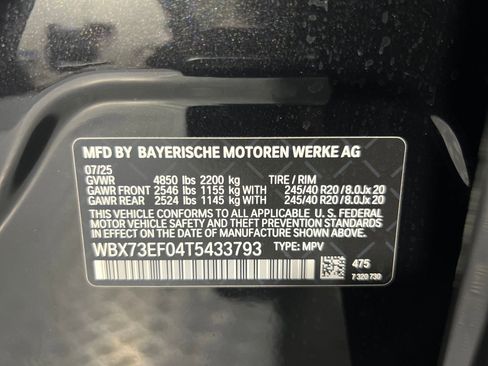 MFD BY BAYERISCHE MOTOREN WERKE AG
07/25
GVWR 4850 lbs 2200 kg TIRE / RIM
GAWR FRONT 2546 lbs 1155 kg WITH 245/40 R20 / 8.0Jx 20
GAWR REAR 2524 lbs 1145 kg WITH 245/40 R20 / 8.0Jx 20
THIS VEHICLE CONFORMS TO ALL APPLICABLE U. S. FEDERAL
MOTOR VEHICLE SAFETY, BUMPER AND THEFT PREVENTION
STANDARDS IN EFFECT ON THE DATE OF MANUFACTURE
SHOWN ABOVE.
WBX73EF04T5433793 TYPE: MPV
475
7 320 730